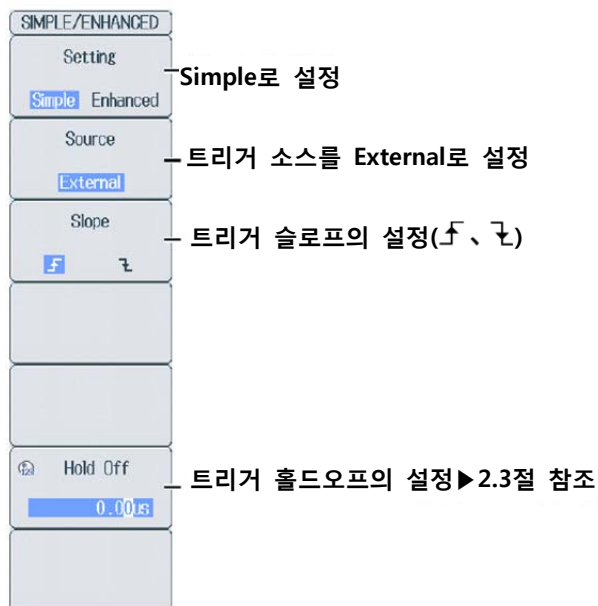 SIMPLE/ENHANCED
Setting
Simple Enhanced
Simple로 설정
Source
External
트리거 소스를 External로 설정
Slope
트리거 슬로프의 설정(↑、↓)
Hold Off
0.00us
트리거 홀드오프의 설정▶2.3절 참조